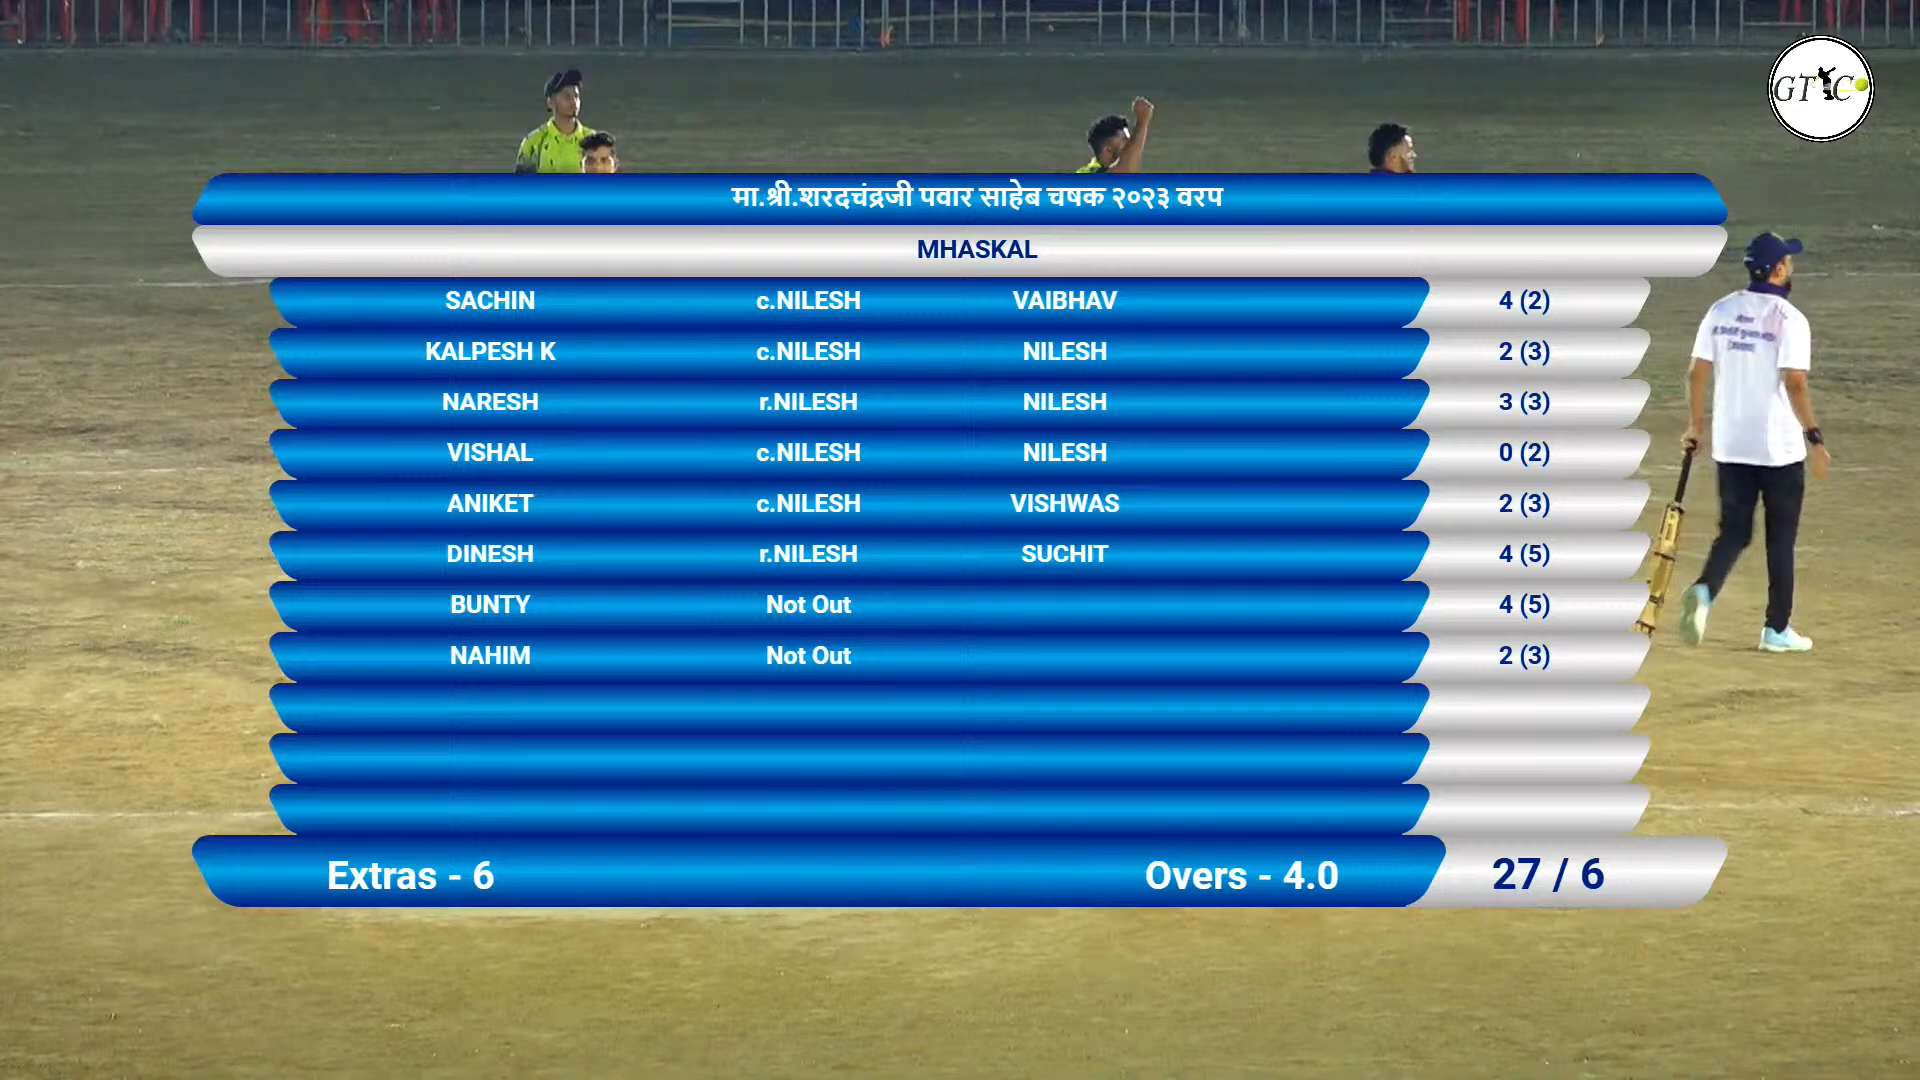 GTCC
मा.श्री.शरदचंद्रजी पवार साहेब चषक २०२३ वरप
MHASKAL
SACHIN c.NILESH VAIBHAV 4 (2)
KALPESH K c.NILESH NILESH 2 (3)
NARESH r.NILESH NILESH 3 (3)
VISHAL c.NILESH NILESH 0 (2)
ANIKET c.NILESH VISHWAS 2 (3)
DINESH r.NILESH SUCHIT 4 (5)
BUNTY Not Out 4 (5)
NAHIM Not Out 2 (3)
Extras - 6 Overs - 4.0 27 / 6